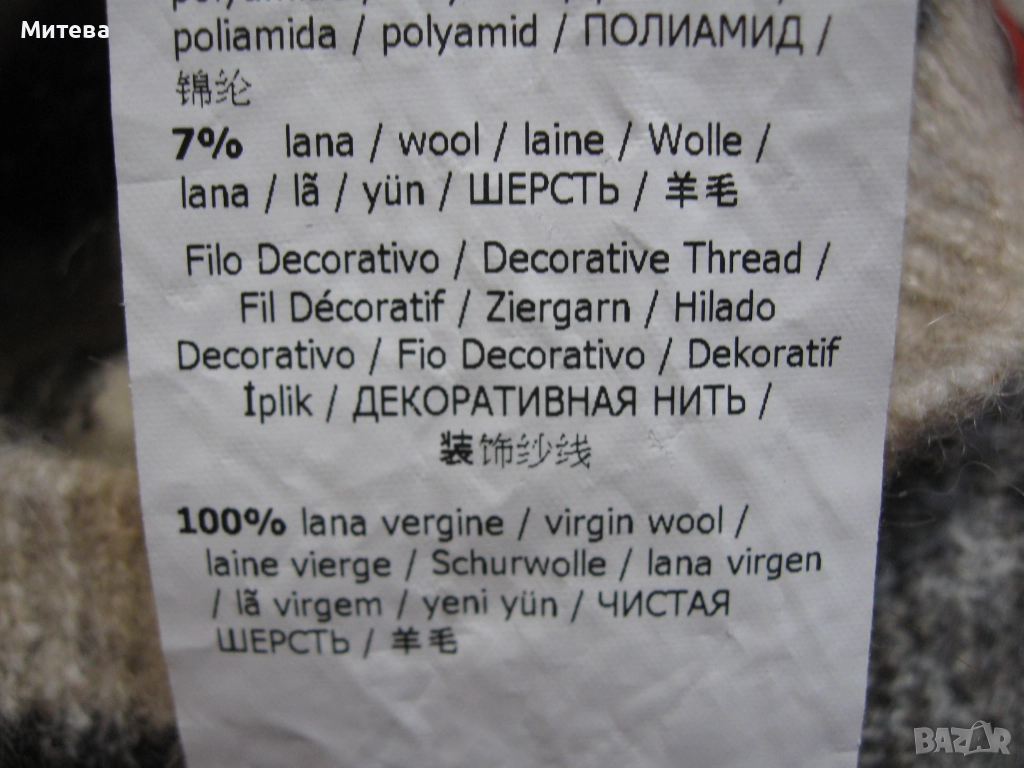 Митева
poliamida / polyamid / ПОЛИАМИД /
锦纶
7% lana / wool / laine / Wolle /
lana / lã / yün / ШЕРСТЬ / 羊毛
Filo Decorativo / Decorative Thread /
Fil Décoratif / Ziergarn / Hilado
Decorativo / Fio Decorativo / Dekoratif
İplik / ДЕКОРАТИВНАЯ НИТЬ /
装饰纱线
100% lana vergine / virgin wool /
laine vierge / Schurwolle / lana virgen
/ lã virgem / yeni yün / ЧИСТАЯ
ШЕРСТЬ / 羊毛
BAZAR